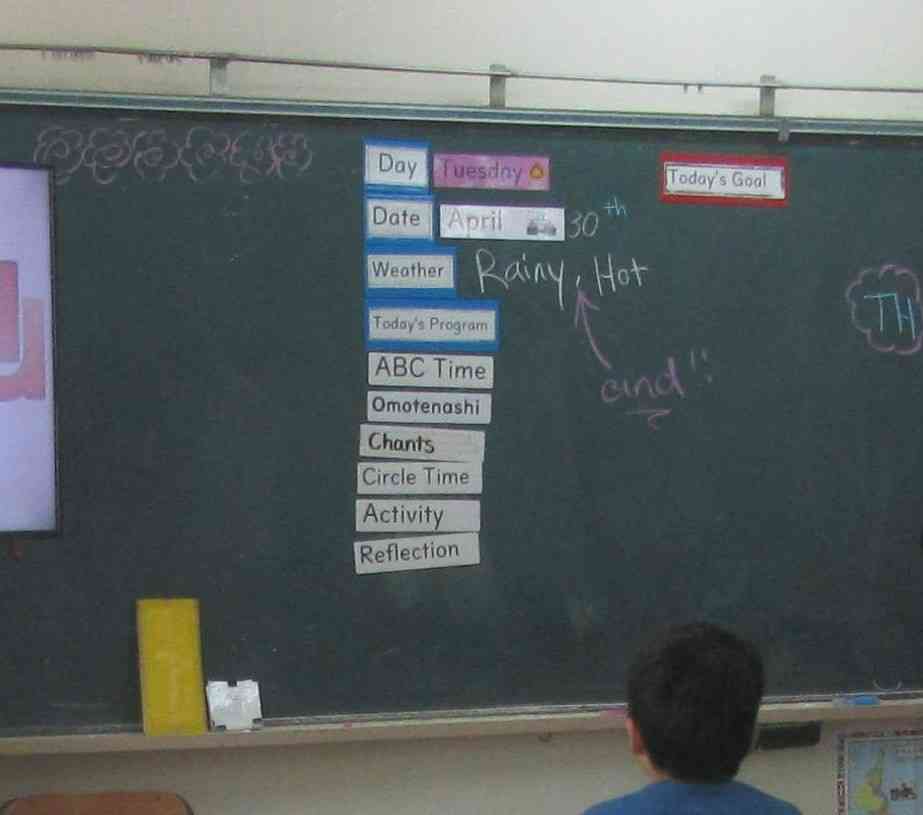 Day Tuesday
Today's Goal
Date April 30th
Weather Rainy, Hot
and!!
Today's Program
ABC Time
Omotenashi
Chants
Circle Time
Activity
Reflection
TH